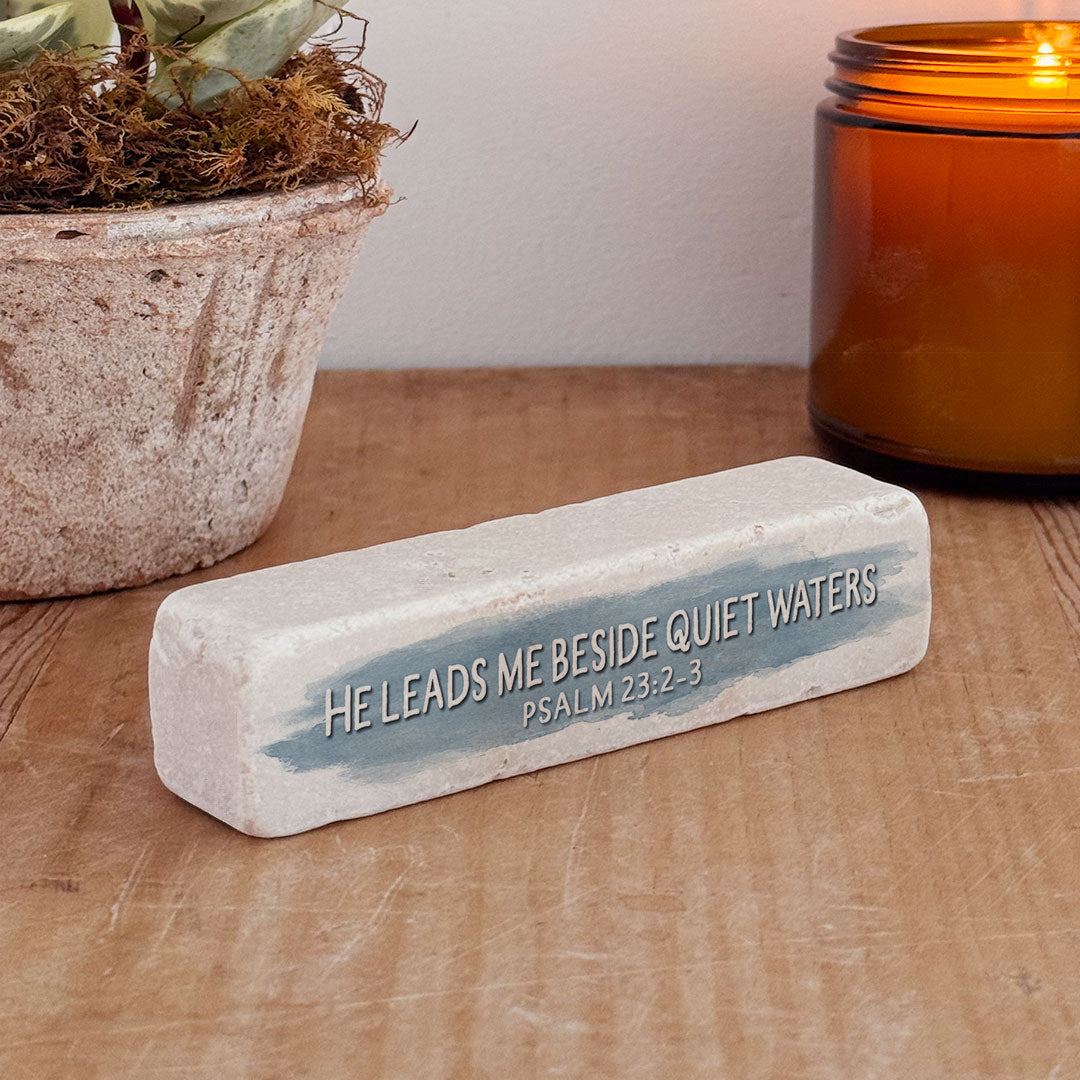 HE LEADS ME BESIDE QUIET WATERS
PSALM 23:2-3